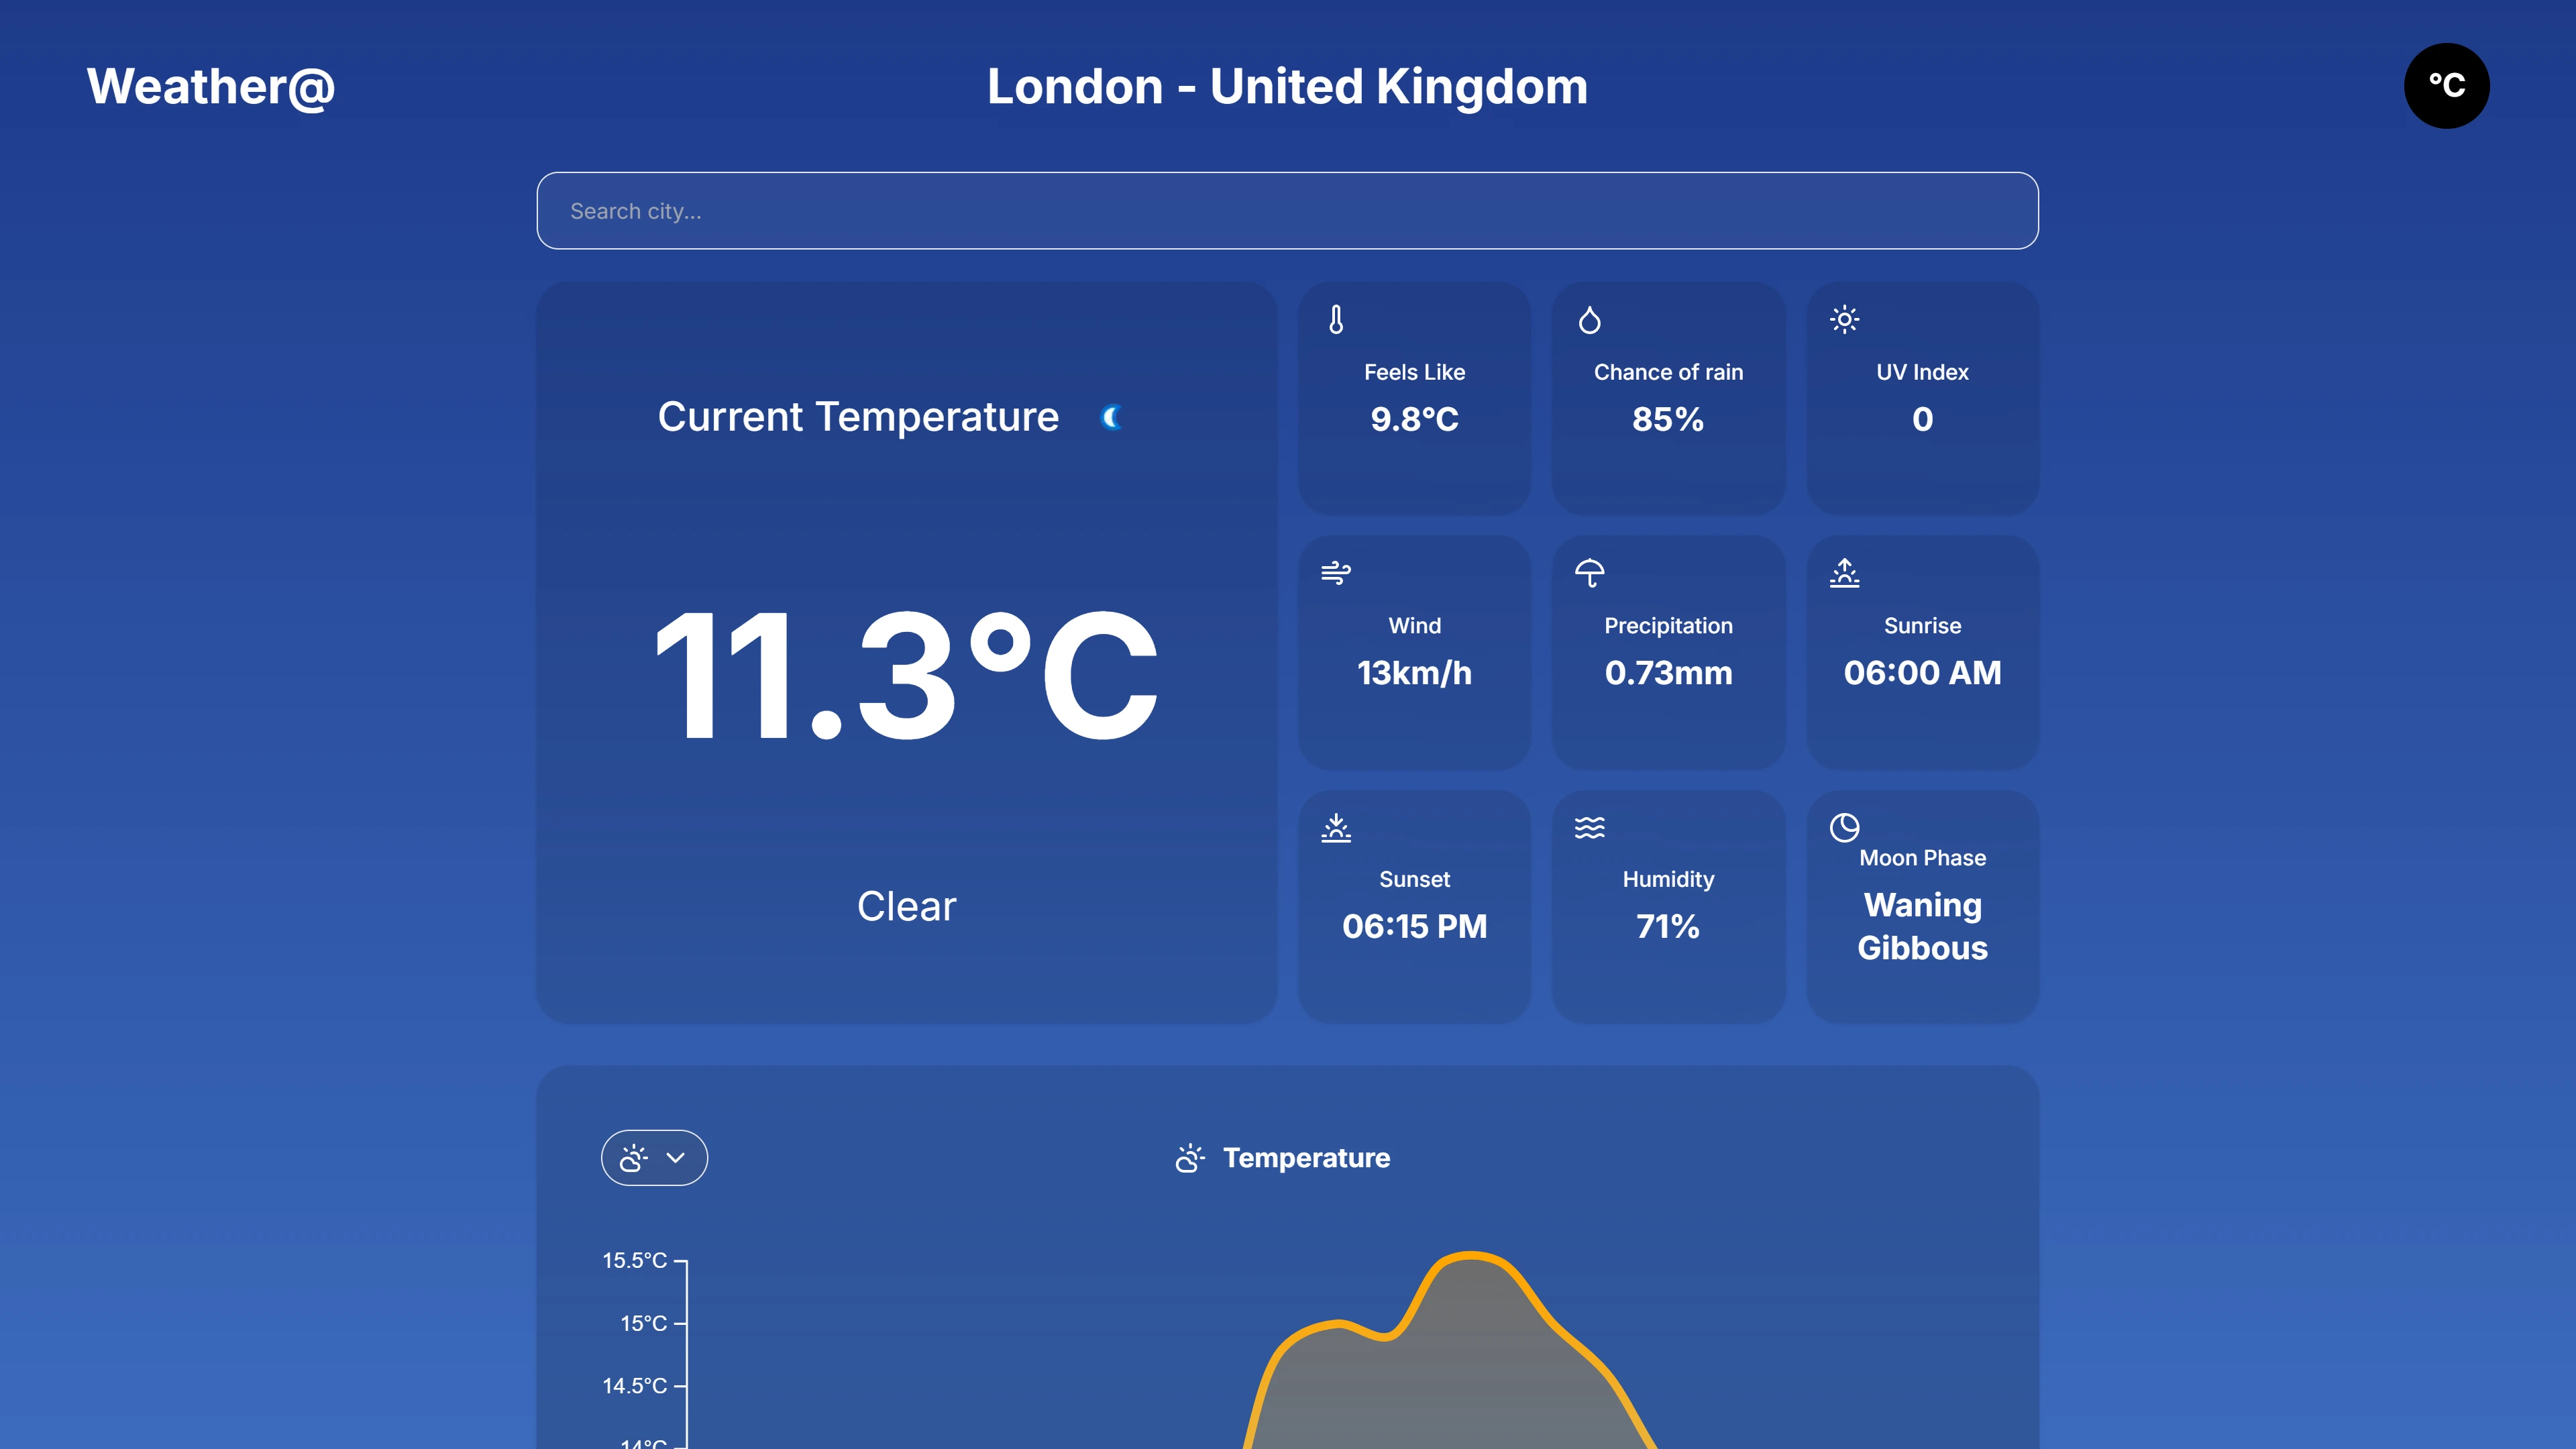 Weather@
London - United Kingdom
°C
Search city...
Current Temperature
11.3°C
Clear
Feels Like
9.8°C
Chance of rain
85%
UV Index
0
Wind
13km/h
Precipitation
0.73mm
Sunrise
06:00 AM
Sunset
06:15 PM
Humidity
71%
Moon Phase
Waning
Gibbous
Temperature
15.5°C
15°C
14.5°C
14°C